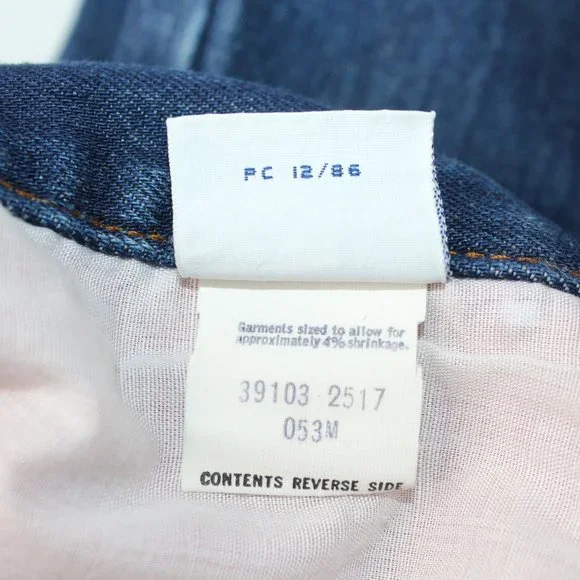 PC 12/86
Garments sized to allow for
approximately 4% shrinkage.
39103 2517
053M
CONTENTS REVERSE SIDE